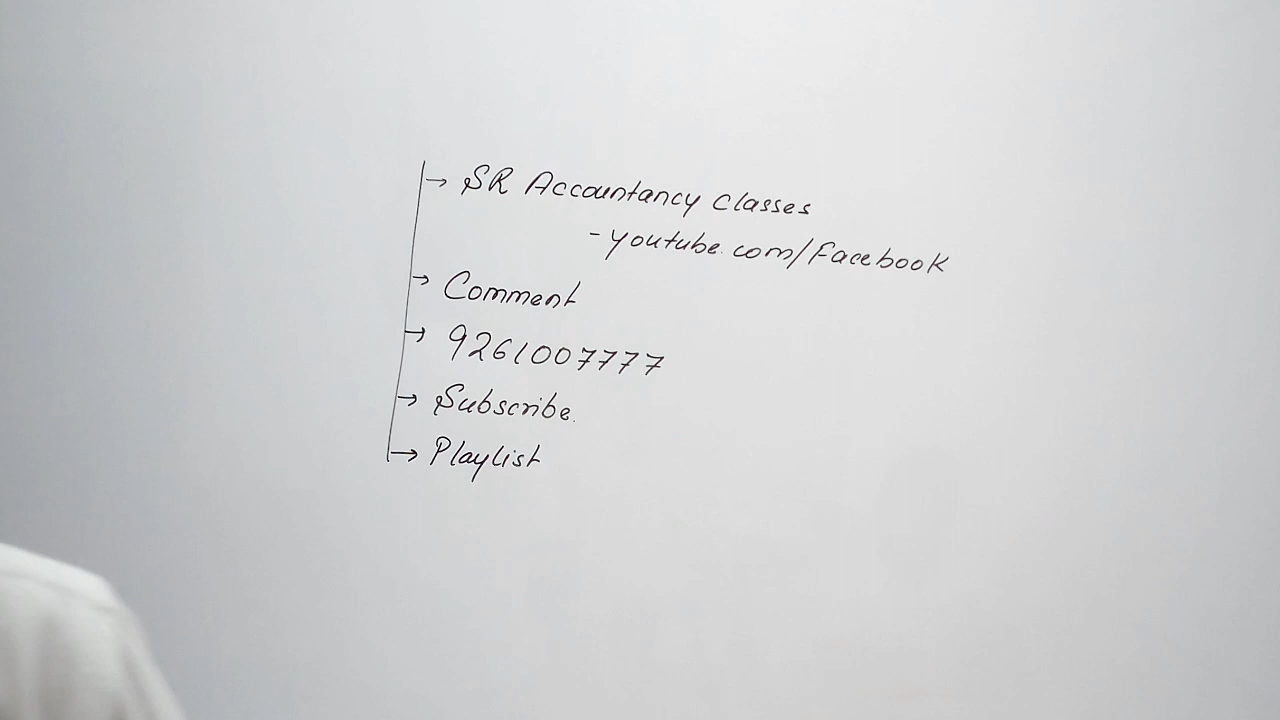 → SR Accountancy Classes
- youtube.com/Facebook
→ Comment
→ 9261007777
→ Subscribe.
→ Playlist